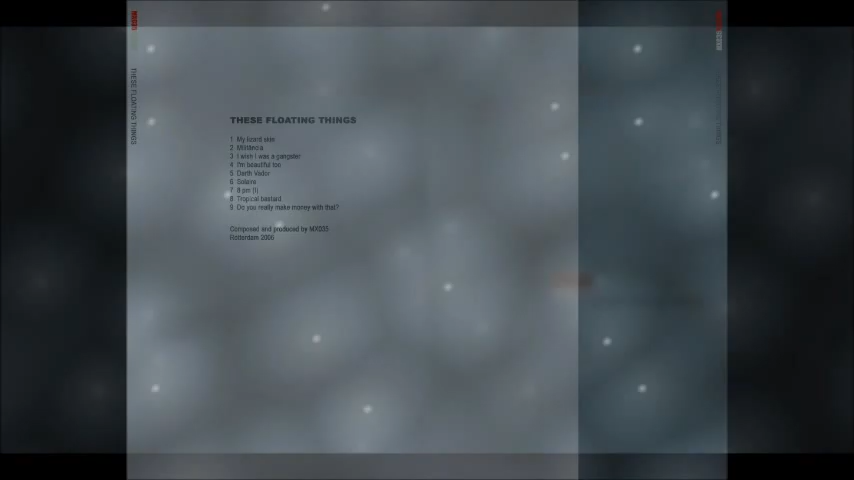 THESE FLOATING THINGS
THESE FLOATING THINGS
1 My lizard skin
2
3 I wish I was a gangster
4 I'm beautiful too
5 Darth Vador
6
7 8 pm (I)
8 Tropical bastard
9 Do you really make money with that?
Composed and produced by MX035
Rotterdam 2006